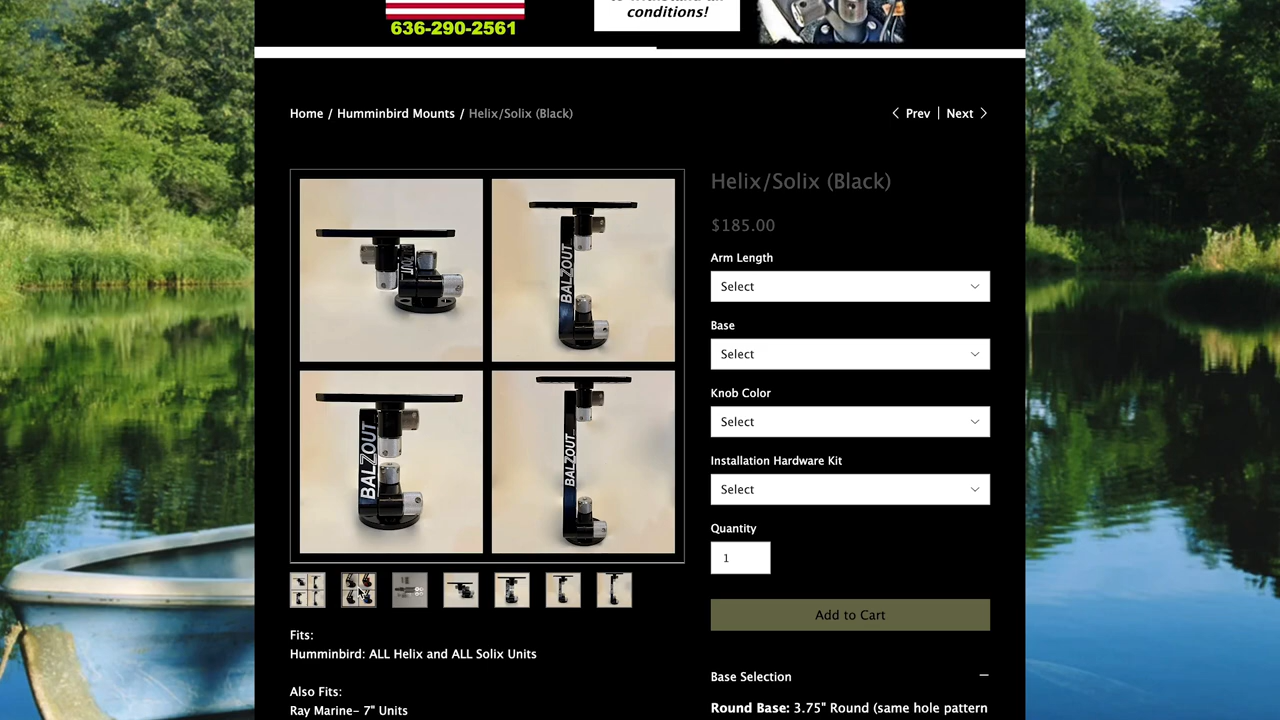 conditions!
636-290-2561
Home / Humminbird Mounts / Helix/Solix (Black)
Prev | Next
Helix/Solix (Black)
$185.00
Arm Length
Select
Base
Select
Knob Color
Select
Installation Hardware Kit
Select
Quantity
1
Add to Cart
BALZOUT
BALZOUT
BALZOUT
Fits:
Humminbird: ALL Helix and ALL Solix Units
Also Fits:
Ray Marine– 7" Units
Base Selection
Round Base: 3.75" Round (same hole pattern